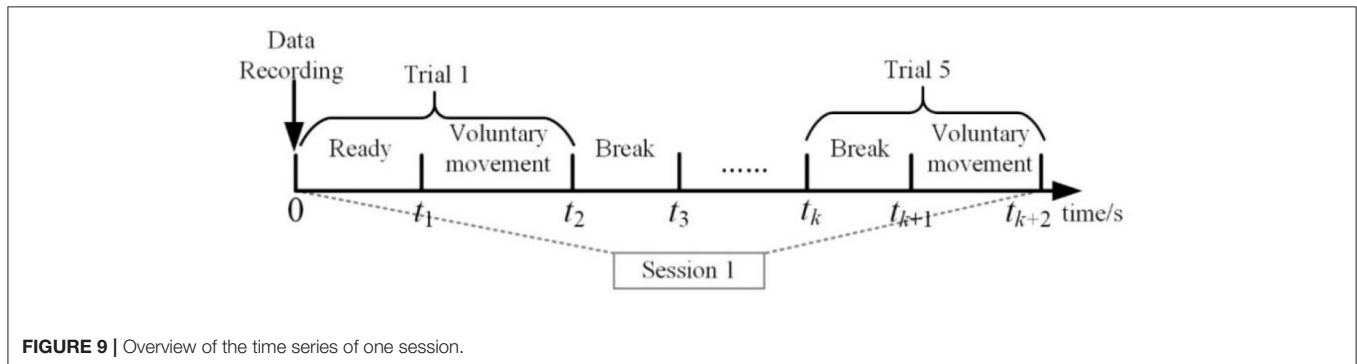 Data
Recording
Trial 1
Trial 5
Ready
Voluntary
movement
Break
......
Break
Voluntary
movement
0
t1
t2
t3
tk
tk+1
tk+2
time/s
Session 1
FIGURE 9 | Overview of the time series of one session.